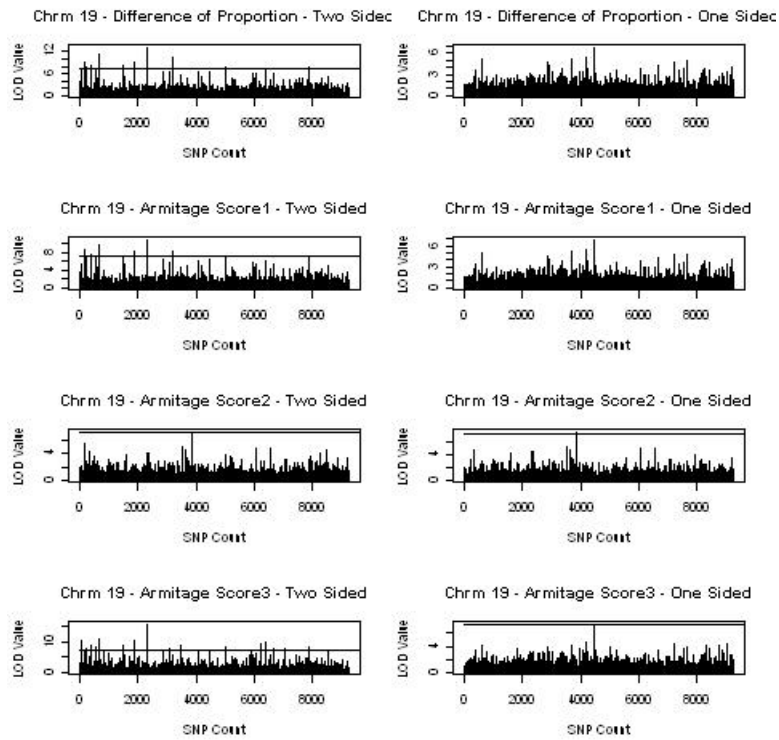 Chrm 19 - Difference of Proportion - Two Sided
LOD Value
0 6 12
0 2000 4000 6000 8000
SNP Count
Chrm 19 - Difference of Proportion - One Sided
LOD Value
0 3 6
0 2000 4000 6000 8000
SNP Count
Chrm 19 - Armitage Score1 - Two Sided
LOD Value
0 4 8
0 2000 4000 6000 8000
SNP Count
Chrm 19 - Armitage Score1 - One Sided
LOD Value
0 3 6
0 2000 4000 6000 8000
SNP Count
Chrm 19 - Armitage Score2 - Two Sided
LOD Value
0 4
0 2000 4000 6000 8000
SNP Count
Chrm 19 - Armitage Score2 - One Sided
LOD Value
0 4
0 2000 4000 6000 8000
SNP Count
Chrm 19 - Armitage Score3 - Two Sided
LOD Value
0 10
0 2000 4000 6000 8000
SNP Count
Chrm 19 - Armitage Score3 - One Sided
LOD Value
0 4
0 2000 4000 6000 8000
SNP Count